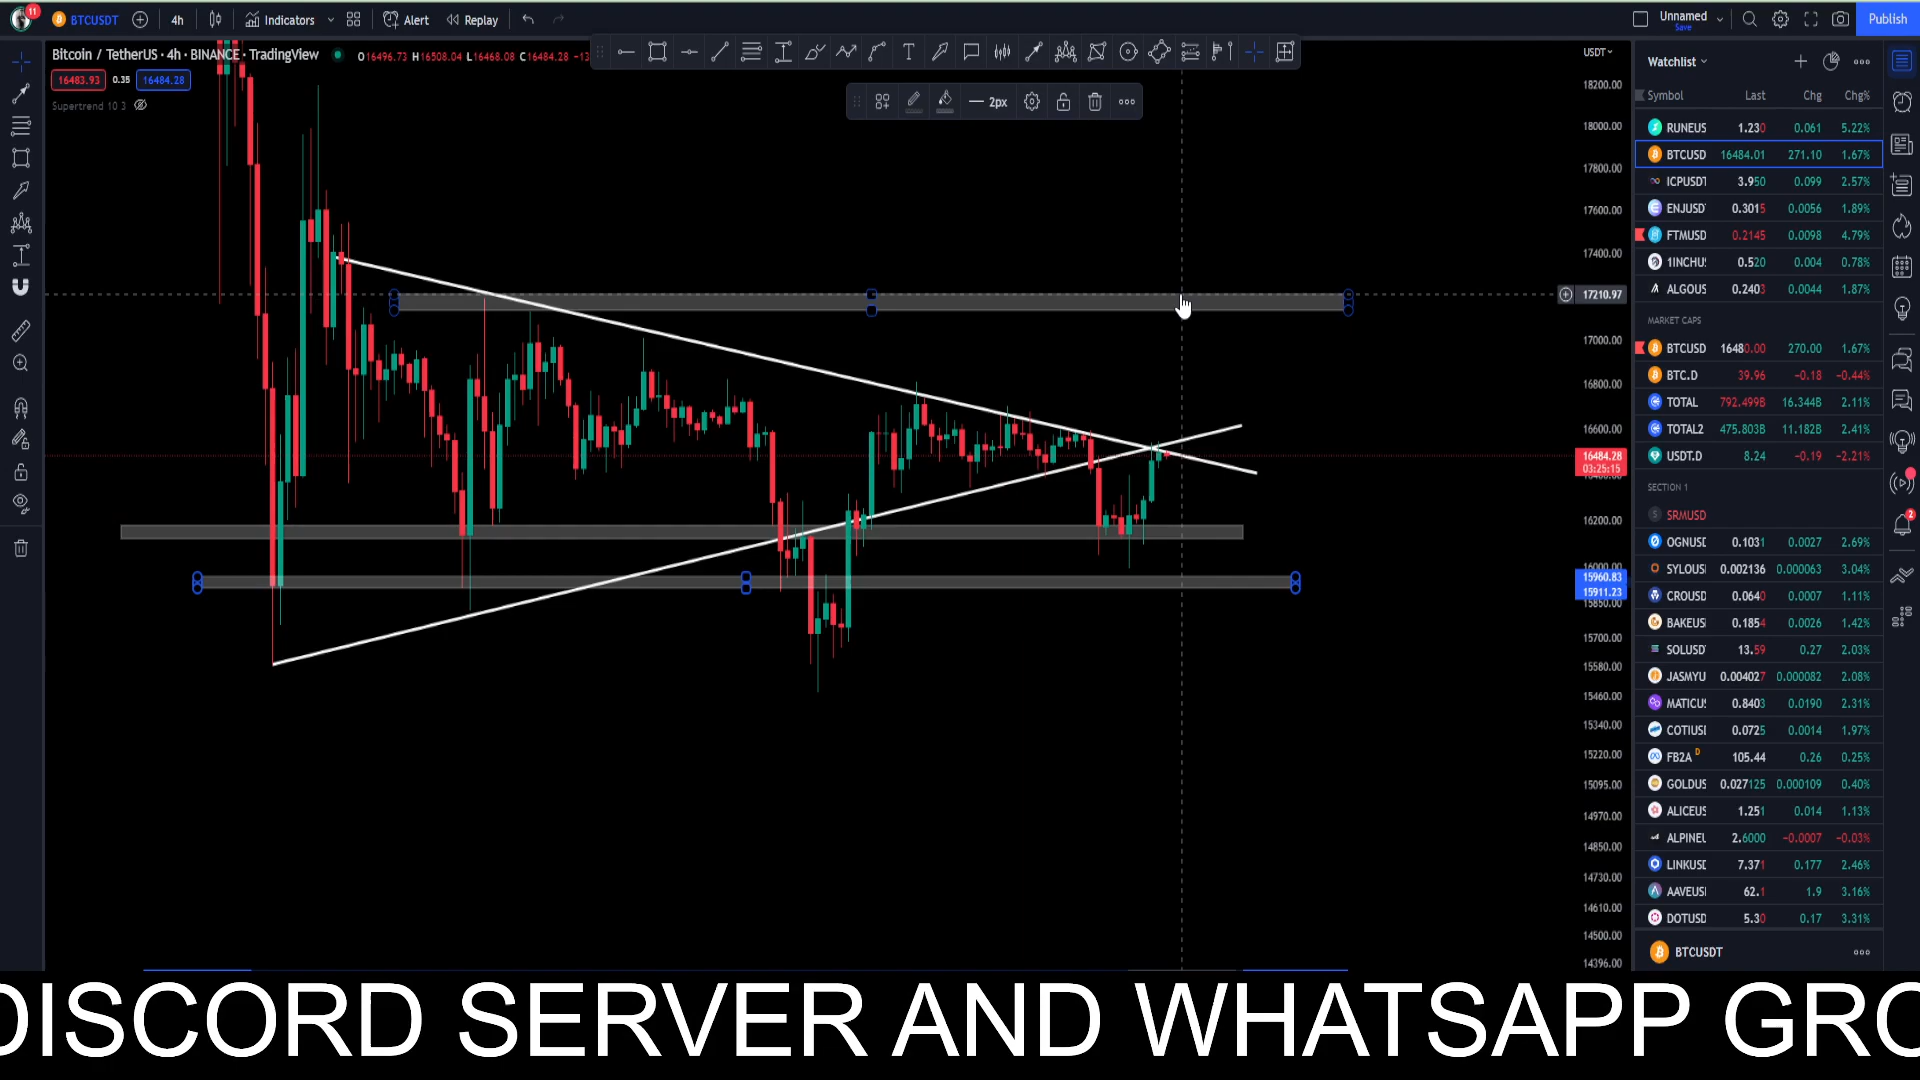 11 BTCUSDT 4h Indicators Alert Replay Unnamed Save Publish
Bitcoin / TetherUS · 4h · BINANCE · TradingView O16496.73 H16508.04 L16468.08 C16484.28 −13
16483.93 0.35 16484.28
Supertrend 10 3
2px
USDT
18200.00
18000.00
17800.00
17600.00
17400.00
17210.97
17000.00
16800.00
16600.00
16484.28
03:25:15
16200.00
16000.00
15960.83
15911.23
15850.00
15700.00
15580.00
15460.00
15340.00
15220.00
15095.00
14970.00
14850.00
14730.00
14610.00
14500.00
14396.00
Watchlist
Symbol Last Chg Chg%
RUNEUS 1.230 0.061 5.22%
BTCUSD 16484.01 271.10 1.67%
ICPUSDT 3.950 0.099 2.57%
ENJUSD 0.3015 0.0056 1.89%
FTMUSD 0.2145 0.0098 4.79%
1INCHU 0.520 0.004 0.78%
ALGOUS 0.2403 0.0044 1.87%
MARKET CAPS
BTCUSD 16480.00 270.00 1.67%
BTC.D 39.96 −0.18 −0.44%
TOTAL 792.499B 16.344B 2.11%
TOTAL2 475.803B 11.182B 2.41%
USDT.D 8.24 −0.19 −2.21%
SECTION 1
S SRMUSD
OGNUSD 0.1031 0.0027 2.69%
SYLOUS 0.002136 0.000063 3.04%
CROUSD 0.0640 0.0007 1.11%
BAKEUS 0.1854 0.0026 1.42%
SOLUSD 13.59 0.27 2.03%
JASMYU 0.004027 0.000082 2.08%
MATICU 0.8403 0.0190 2.31%
COTIUS 0.0725 0.0014 1.97%
FB2A D 105.44 0.26 0.25%
GOLDUS 0.027125 0.000109 0.40%
ALICEUS 1.251 0.014 1.13%
ALPINEU 2.6000 −0.0007 −0.03%
LINKUSD 7.371 0.177 2.46%
AAVEUS 62.1 1.9 3.16%
DOTUSD 5.30 0.17 3.31%
BTCUSDT
2
DISCORD SERVER AND WHATSAPP GRO